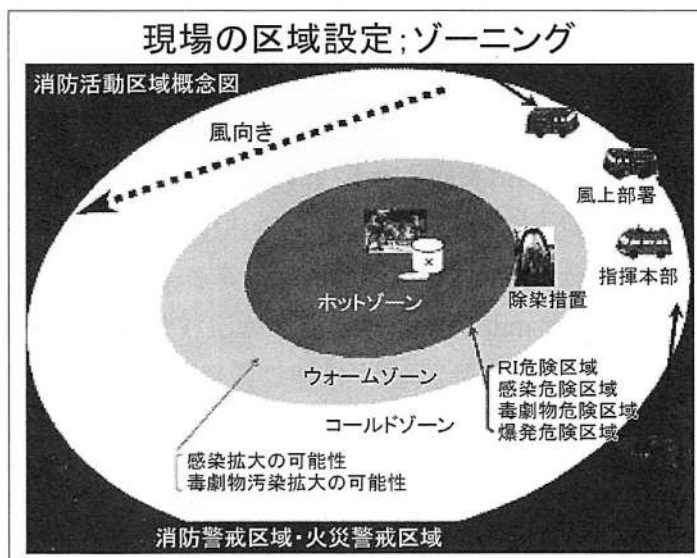 現場の区域設定;ゾーニング
消防活動区域概念図
風向き
風上部署
指揮本部
除染措置
ホットゾーン
ウォームゾーン
コールドゾーン
RI危険区域
感染危険区域
毒劇物危険区域
爆発危険区域
感染拡大の可能性
毒劇物汚染拡大の可能性
消防警戒区域・火災警戒区域